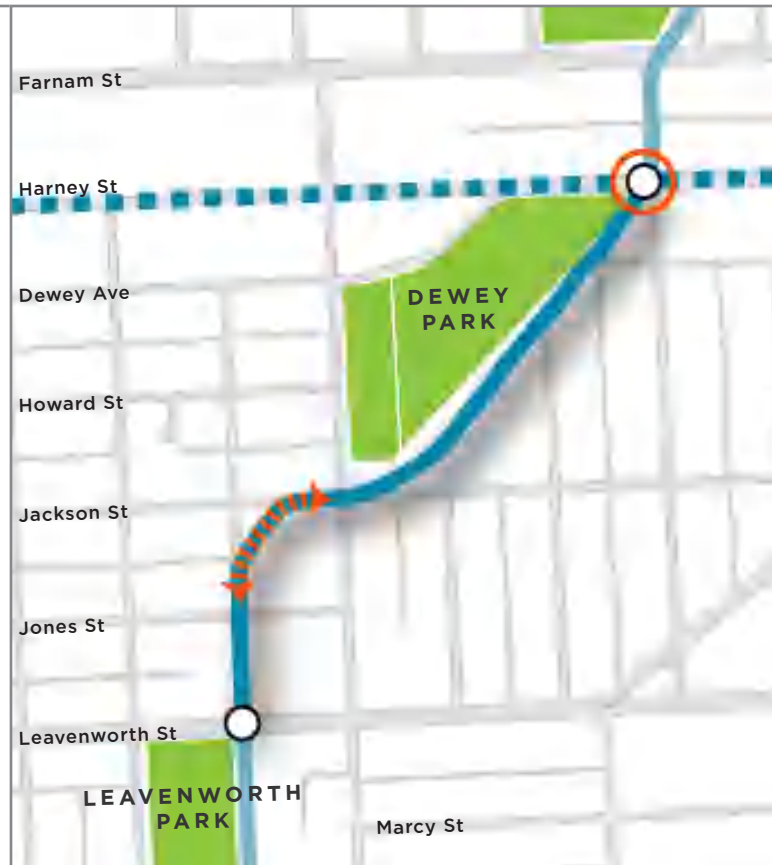 Farnam St
Harney St
Dewey Ave
DEWEY
PARK
Howard St
Jackson St
Jones St
Leavenworth St
LEAVENWORTH
PARK
Marcy St